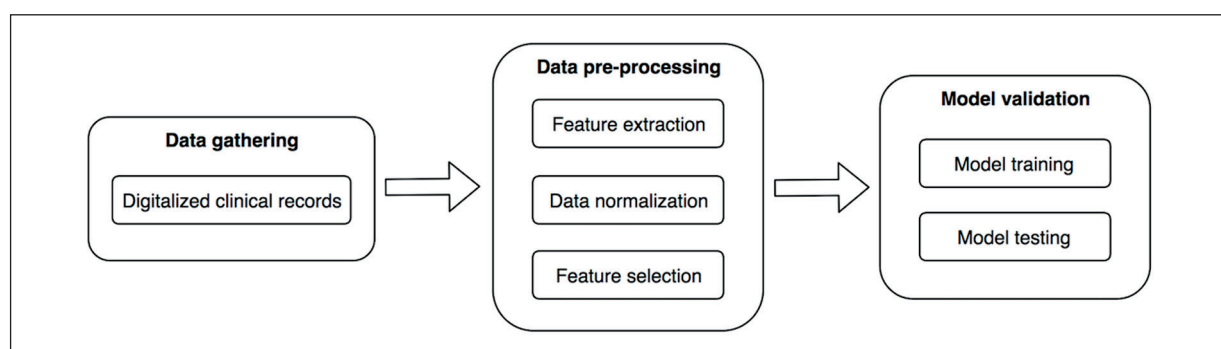 Data gathering
Digitalized clinical records
Data pre-processing
Feature extraction
Data normalization
Feature selection
Model validation
Model training
Model testing